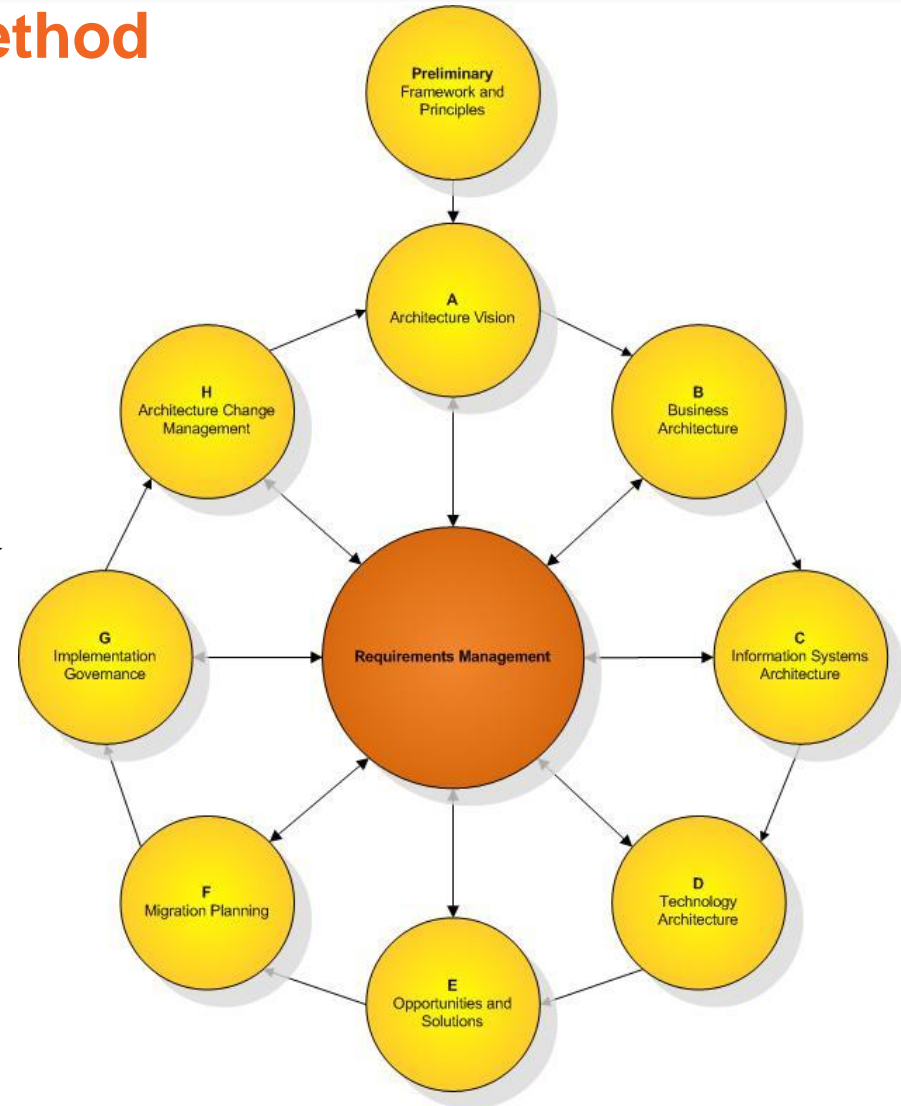 ethod
Preliminary
Framework and
Principles
A
Architecture Vision
H
Architecture Change
Management
B
Business
Architecture
G
Implementation
Governance
Requirements Management
C
Information Systems
Architecture
F
Migration Planning
D
Technology
Architecture
E
Opportunities and
Solutions